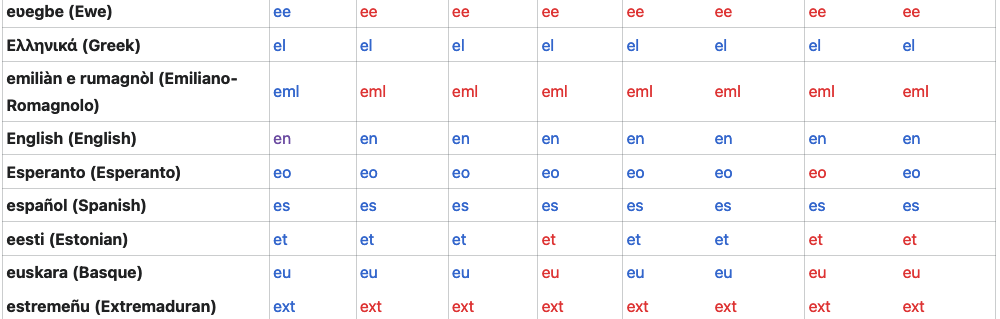 eʋegbe (Ewe) ee ee ee ee ee ee ee ee
Ελληνικά (Greek) el el el el el el el el
emiliàn e rumagnòl (Emiliano-
Romagnolo) eml eml eml eml eml eml eml eml
English (English) en en en en en en en en
Esperanto (Esperanto) eo eo eo eo eo eo eo eo
español (Spanish) es es es es es es es es
eesti (Estonian) et et et et et et et et
euskara (Basque) eu eu eu eu eu eu eu eu
estremeñu (Extremaduran) ext ext ext ext ext ext ext ext